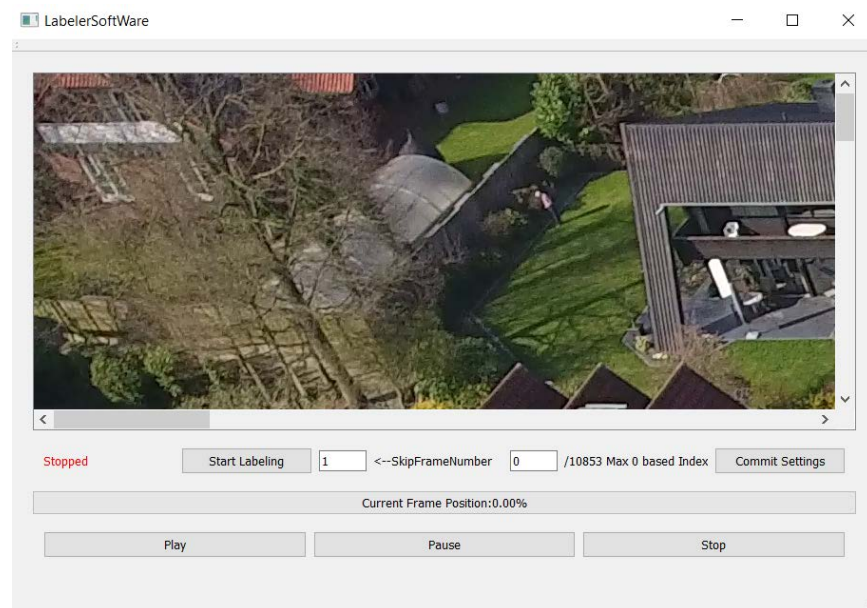 LabelerSoftWare
Stopped
Start Labeling
1
<--SkipFrameNumber
0
/10853 Max 0 based Index
Commit Settings
Current Frame Position:0.00%
Play
Pause
Stop